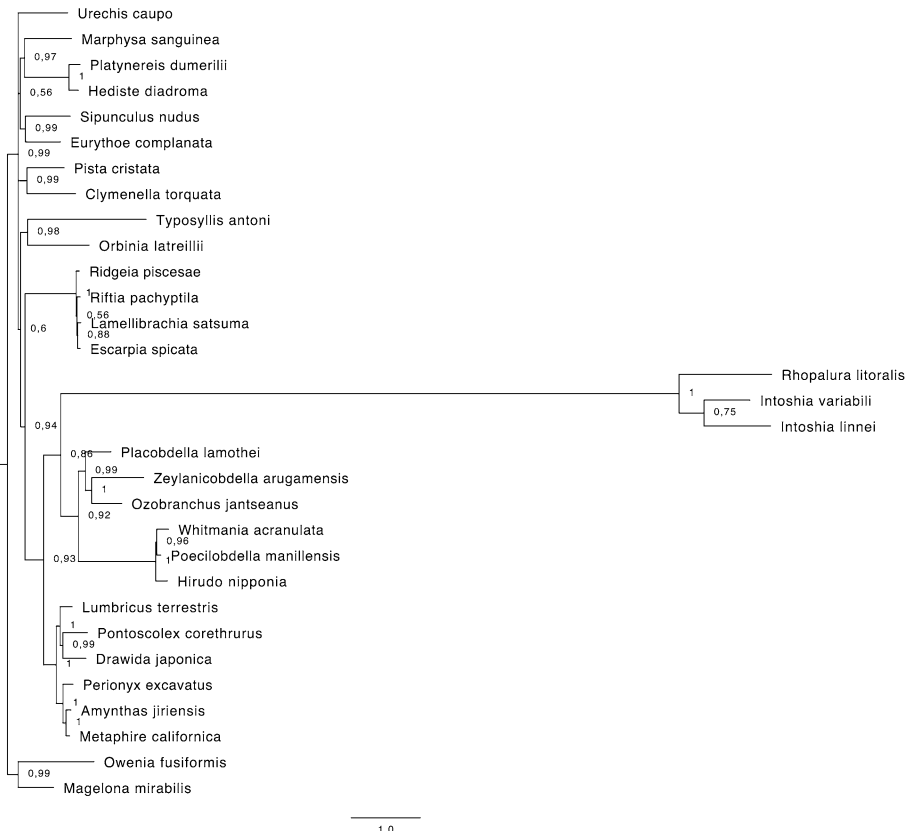 Urechis caupo
Marphysa sanguinea
0,97
Platynereis dumerilii
1
Hediste diadroma
0,56
Sipunculus nudus
0,99
Eurythoe complanata
0,99
Pista cristata
0,99
Clymenella torquata
Typosyllis antoni
0,98
Orbinia latreillii
Ridgeia piscesae
1
Riftia pachyptila
0,56
Lamellibrachia satsuma
0,6
0,88
Escarpia spicata
Rhopalura litoralis
1
Intoshia variabili
0,75
Intoshia linnei
0,94
Placobdella lamothei
0,86
0,99
Zeylanicobdella arugamensis
1
Ozobranchus jantseanus
0,92
Whitmania acranulata
0,96
Poecilobdella manillensis
0,93
1
Hirudo nipponia
Lumbricus terrestris
1
Pontoscolex corethrurus
0,99
Drawida japonica
1
Perionyx excavatus
1
Amynthas jiriensis
1
Metaphire californica
Owenia fusiformis
0,99
Magelona mirabilis
1.0